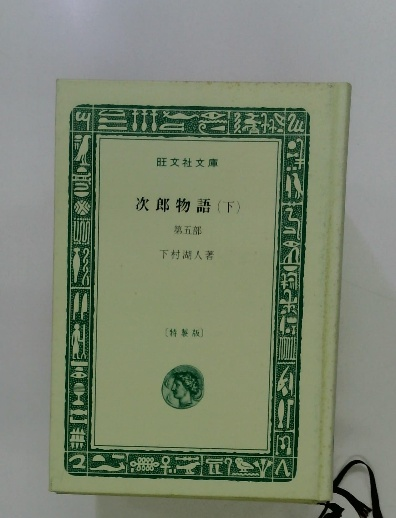 旺文社文庫
次郎物語(下)
第五部
下村湖人著
[特製版]